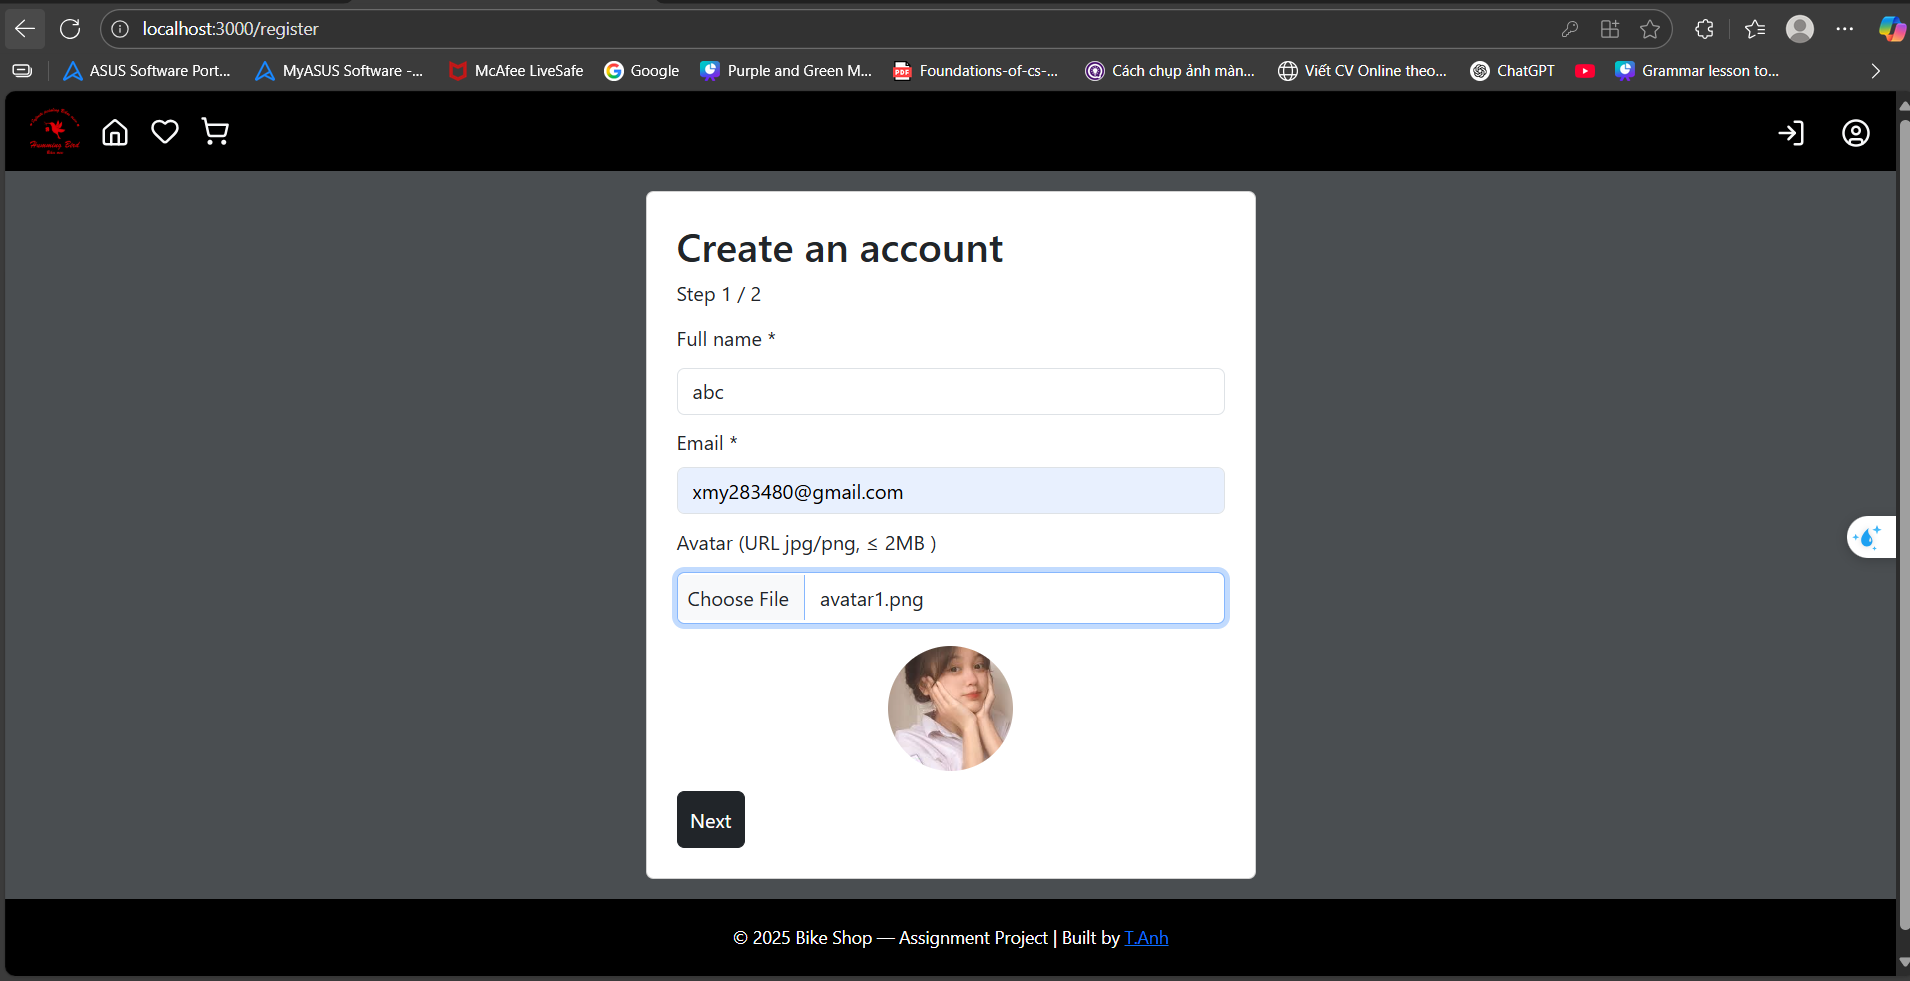 localhost:3000/register
ASUS Software Port...
MyASUS Software -...
McAfee LiveSafe
Google
Purple and Green M...
PDF
Foundations-of-cs-...
Cách chụp ảnh màn...
Viết CV Online theo...
ChatGPT
Grammar lesson to...
Humming Bird
Create an account
Step 1 / 2
Full name *
abc
Email *
xmy283480@gmail.com
Avatar (URL jpg/png, ≤ 2MB )
Choose File
avatar1.png
Next
© 2025 Bike Shop — Assignment Project | Built by T.Anh